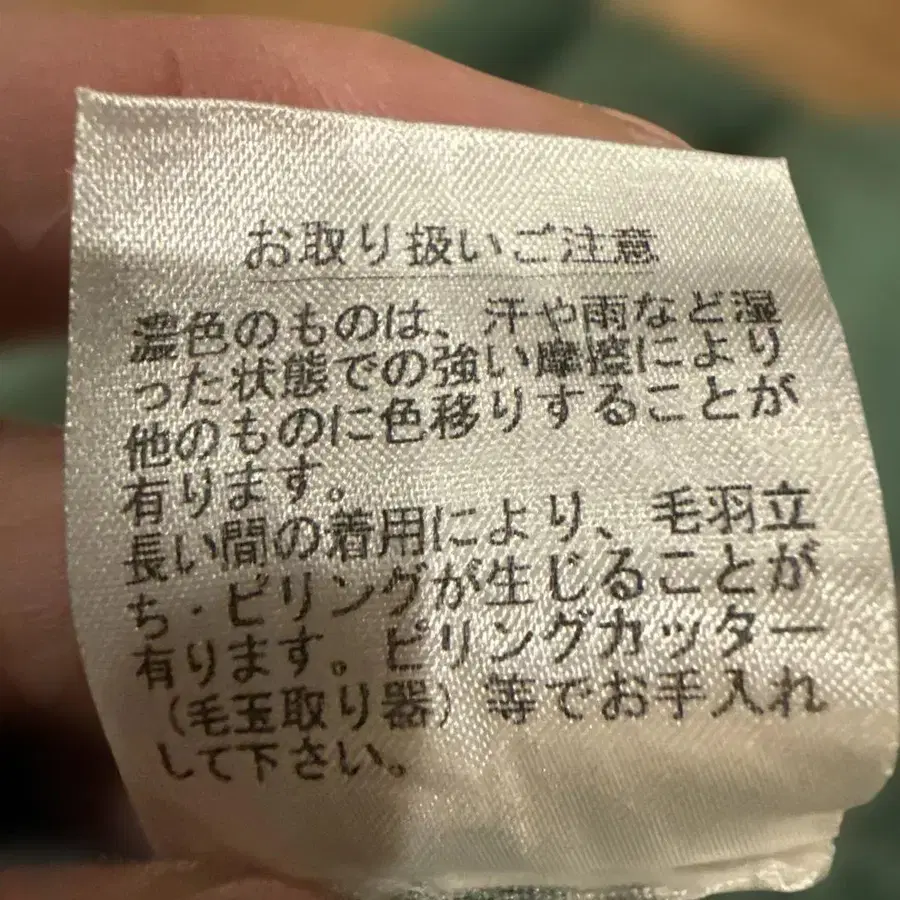 お取り扱いご注意
濃色のものは、汗や雨など湿
った状態での強い摩擦により
他のものに色移りすることが
有ります。
長い間の着用により、毛羽立
ち・ピリングが生じることが
有ります。ピリングカッター
(毛玉取り器)等でお手入れ
して下さい。